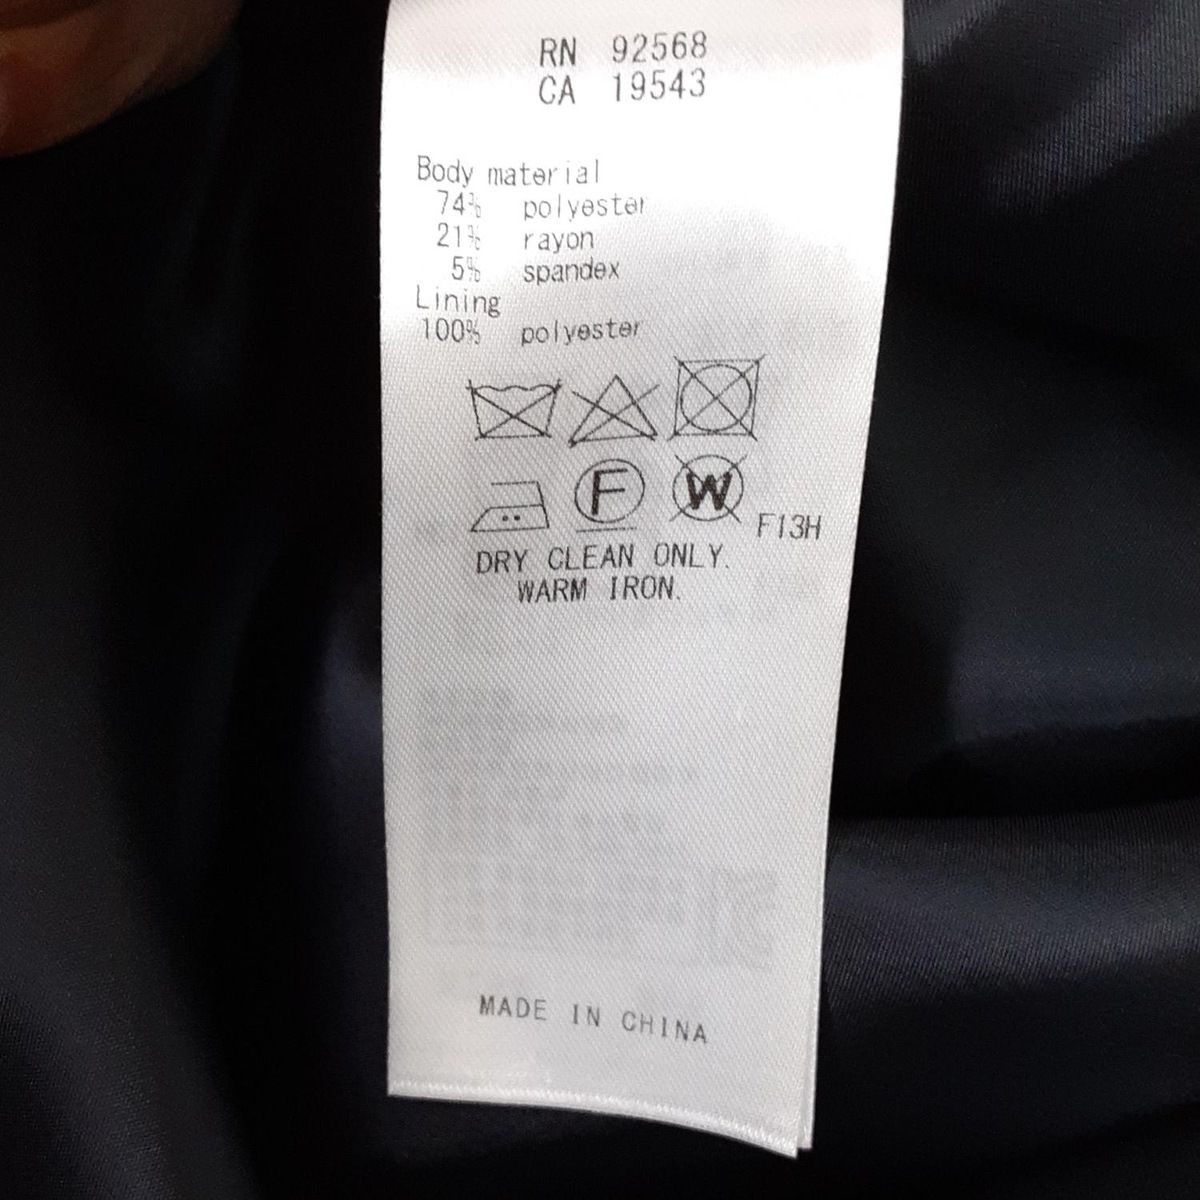 RN 92568
CA 19543
Body material
74% polyester
21% rayon
5% spandex
Lining
100% polyester
F
W
F13H
DRY CLEAN ONLY.
WARM IRON.
MADE IN CHINA